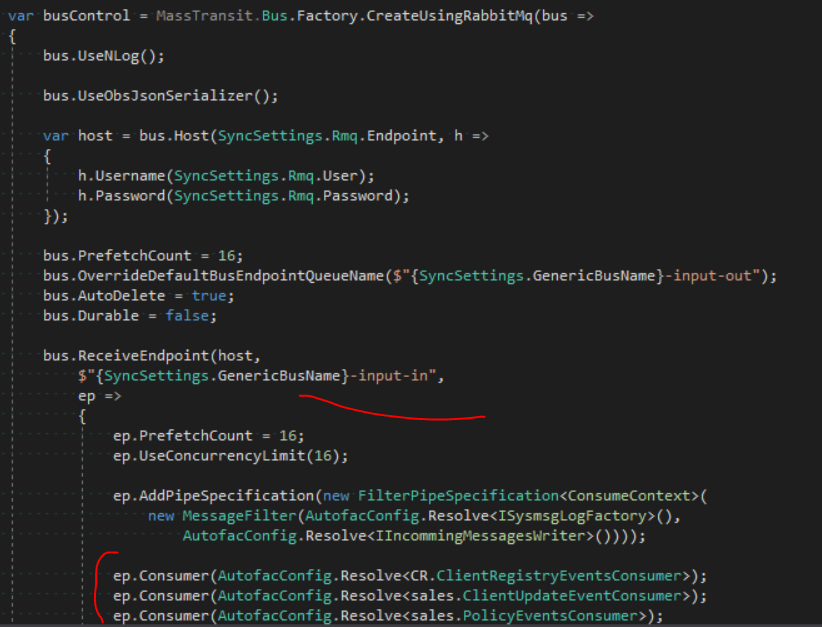 var busControl = MassTransit.Bus.Factory.CreateUsingRabbitMq(bus =>
{
bus.UseNLog();
bus.UseObsJsonSerializer();
var host = bus.Host(SyncSettings.Rmq.Endpoint, h =>
{
h.Username(SyncSettings.Rmq.User);
h.Password(SyncSettings.Rmq.Password);
});
bus.PrefetchCount = 16;
bus.OverrideDefaultBusEndpointQueueName($"{SyncSettings.GenericBusName}-input-out");
bus.AutoDelete = true;
bus.Durable = false;
bus.ReceiveEndpoint(host,
$"{SyncSettings.GenericBusName}-input-in",
ep =>
{
ep.PrefetchCount = 16;
ep.UseConcurrencyLimit(16);
ep.AddPipeSpecification(new FilterPipeSpecification<ConsumeContext>(
new MessageFilter(AutofacConfig.Resolve<ISysmsgLogFactory>(),
AutofacConfig.Resolve<IIncommingMessagesWriter>())));
ep.Consumer(AutofacConfig.Resolve<CR.ClientRegistryEventsConsumer>);
ep.Consumer(AutofacConfig.Resolve<sales.ClientUpdateEventConsumer>);
ep.Consumer(AutofacConfig.Resolve<sales.PolicyEventsConsumer>);